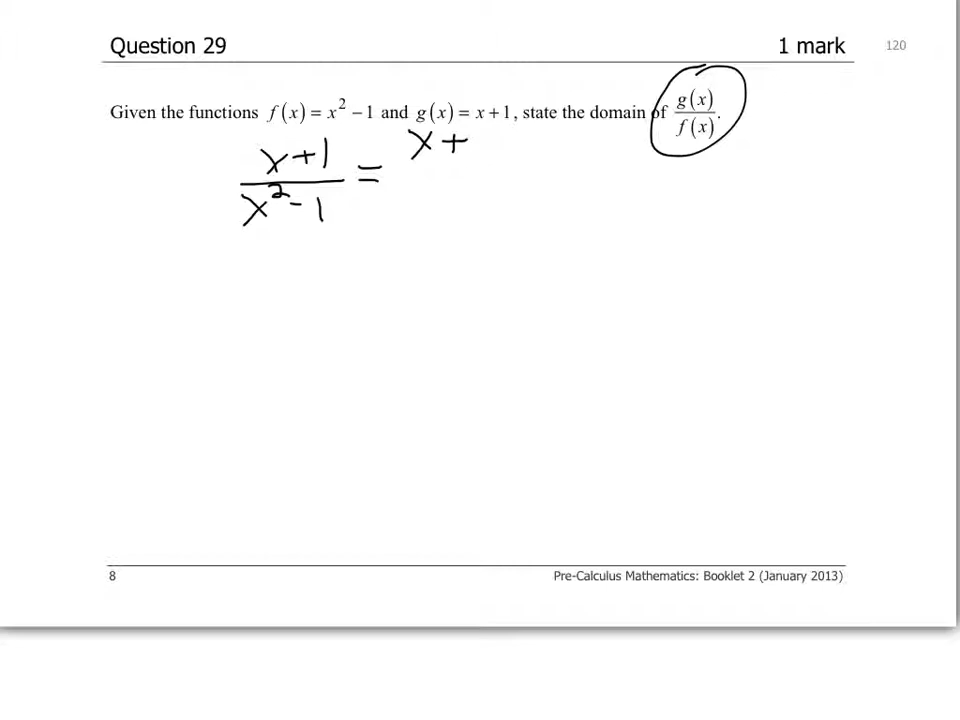 Question 29 1 mark 120
Given the functions f(x) = x² − 1 and g(x) = x + 1, state the domain of g(x)/f(x).
x+1/x²-1 = x+
8 Pre-Calculus Mathematics: Booklet 2 (January 2013)